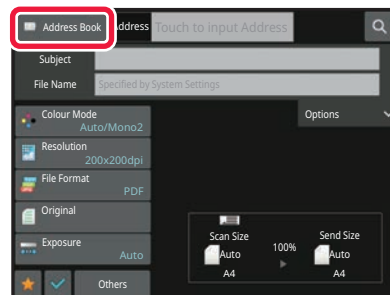 Address Book Address Touch to input Address
Subject
File Name Specified by System Settings
Colour Mode
Auto/Mono2
Options
Resolution
200x200dpi
File Format
PDF
Original
Exposure
Auto
Others
Scan Size
Auto
A4
100%
Send Size
Auto
A4